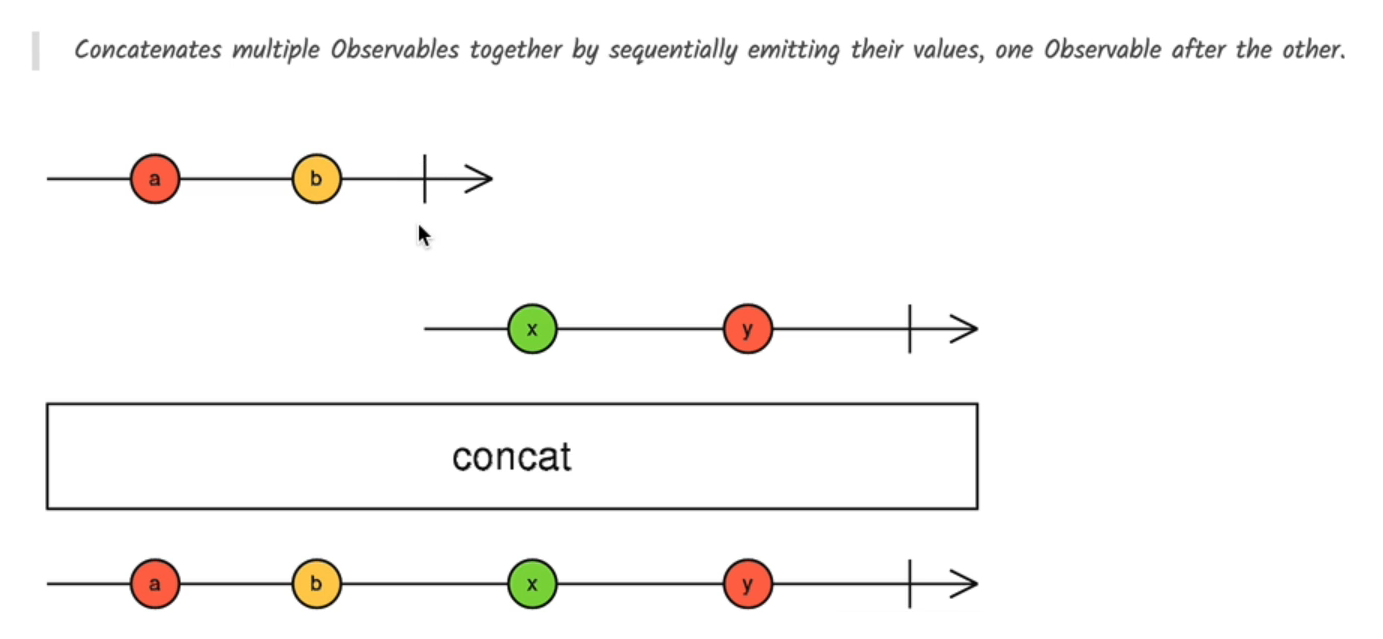 Concatenates multiple Observables together by sequentially emitting their values, one Observable after the other.
a b
x y
concat
a b x y